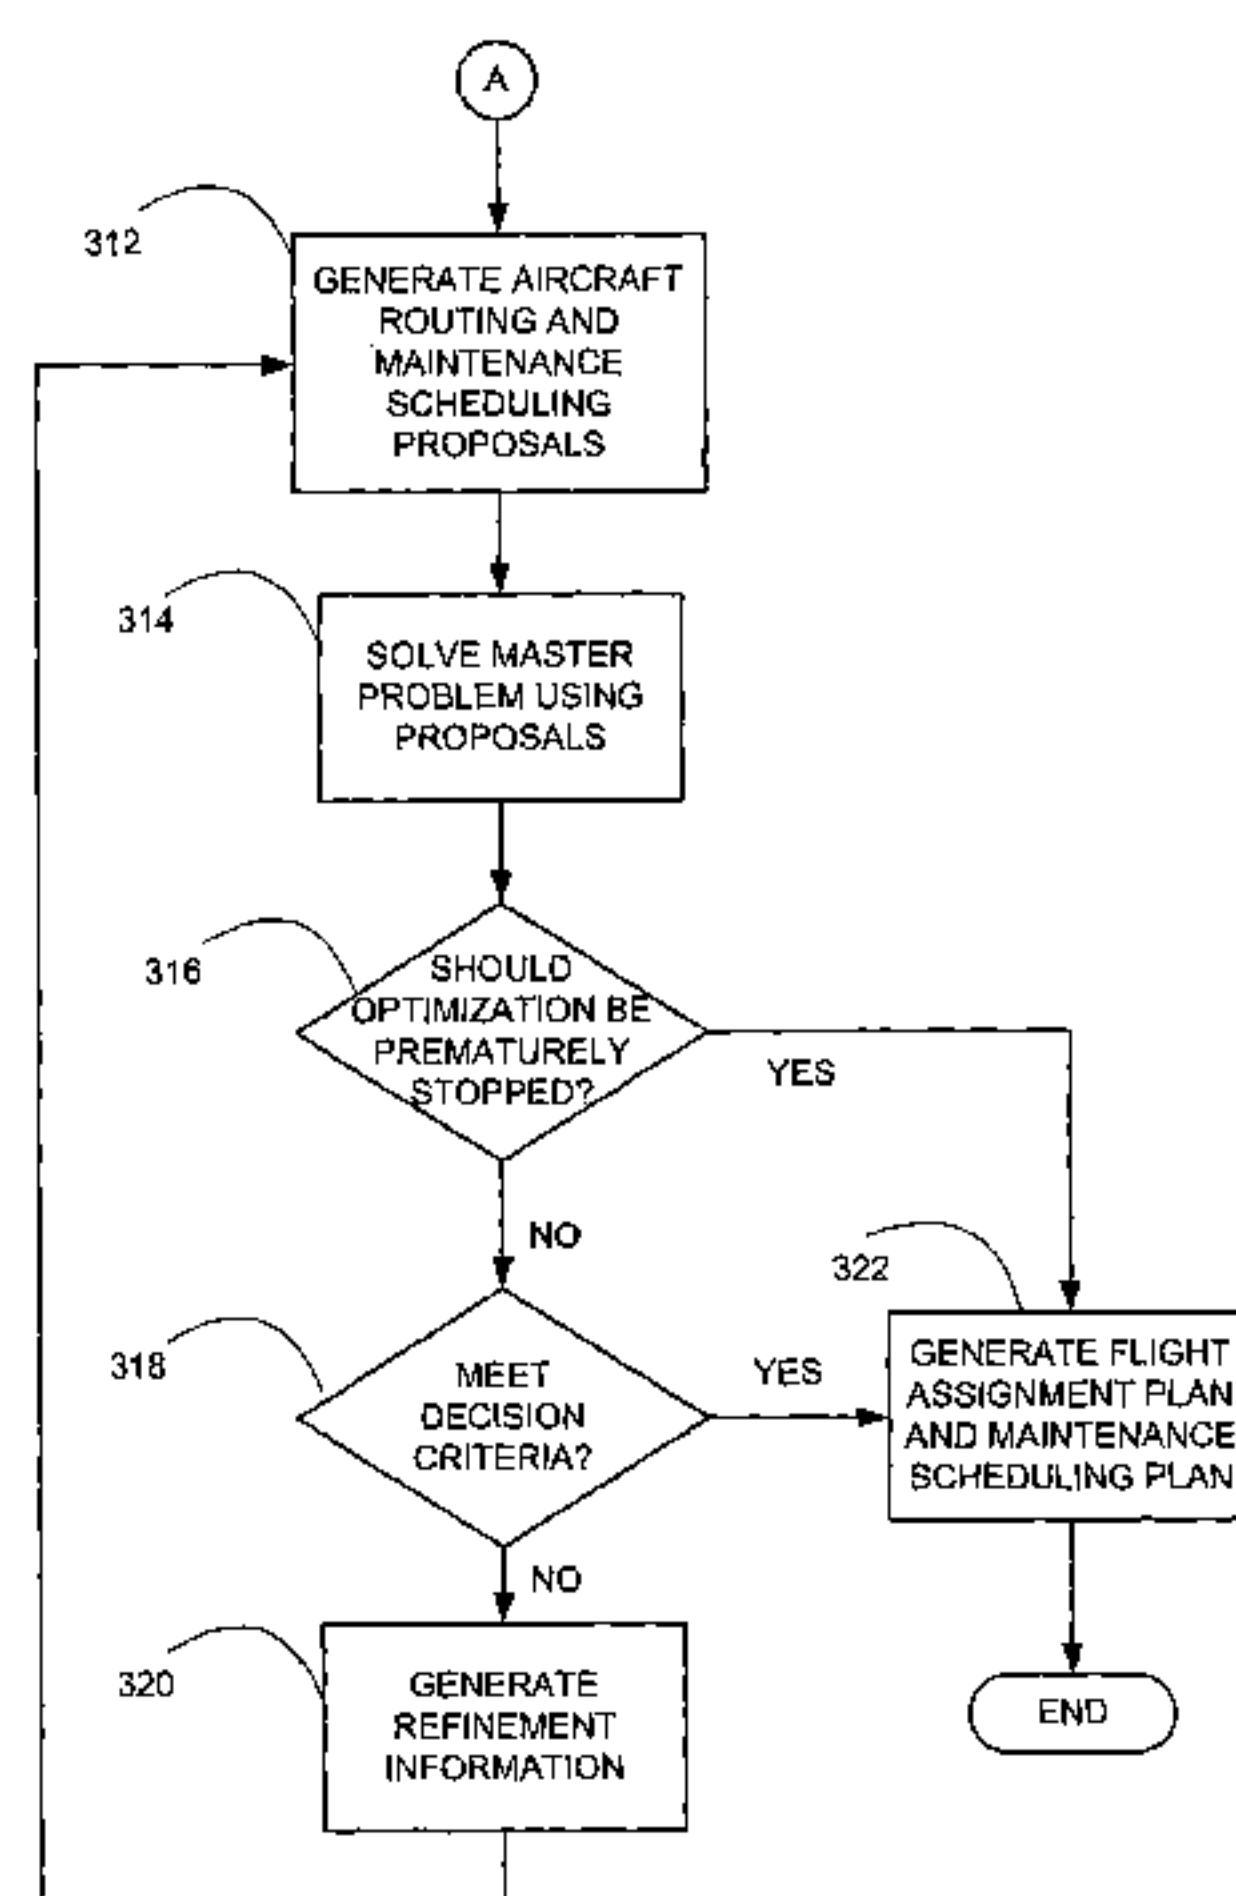 A
312
GENERATE AIRCRAFT
ROUTING AND
MAINTENANCE
SCHEDULING
PROPOSALS
314
SOLVE MASTER
PROBLEM USING
PROPOSALS
316
SHOULD
OPTIMIZATION BE
PREMATURELY
STOPPED?
YES
NO
322
318
MEET
DECISION
CRITERIA?
YES
GENERATE FLIGHT
ASSIGNMENT PLAN
AND MAINTENANCE
SCHEDULING PLAN
NO
320
GENERATE
REFINEMENT
INFORMATION
END